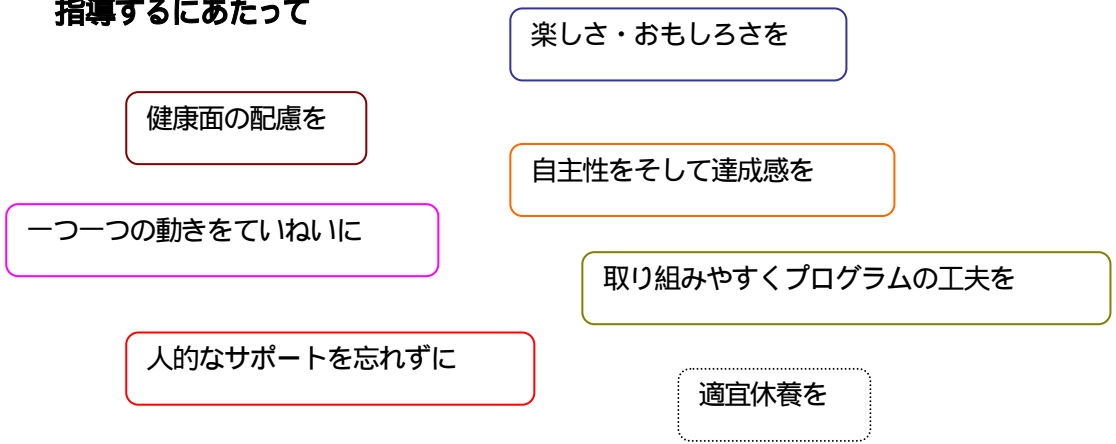 指導するにあたって
楽しさ・おもしろさを
健康面の配慮を
自主性をそして達成感を
一つ一つの動きをていねいに
取り組みやすくプログラムの工夫を
人的なサポートを忘れずに
適宜休養を